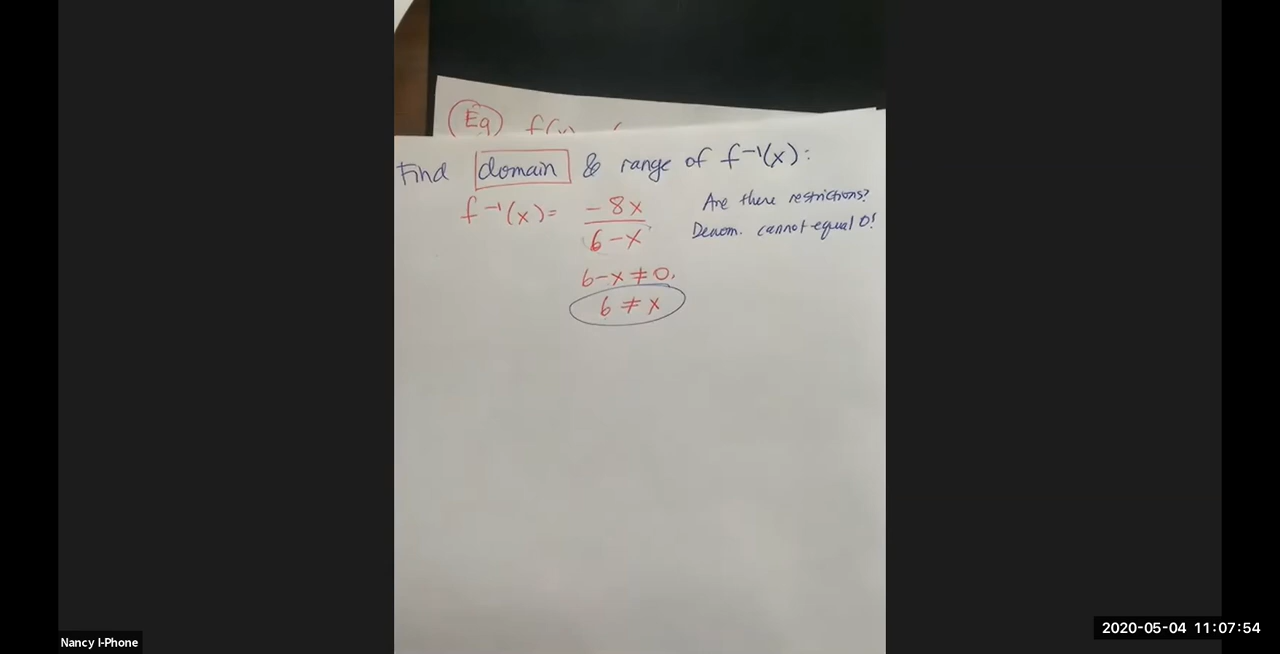 Eg
Find domain & range of f⁻¹(x):
f⁻¹(x) = -8x / 6-x
Are there restrictions?
Denom. cannot equal 0!
6-x ≠ 0.
6 ≠ x
Nancy I-Phone
2020-05-04 11:07:54